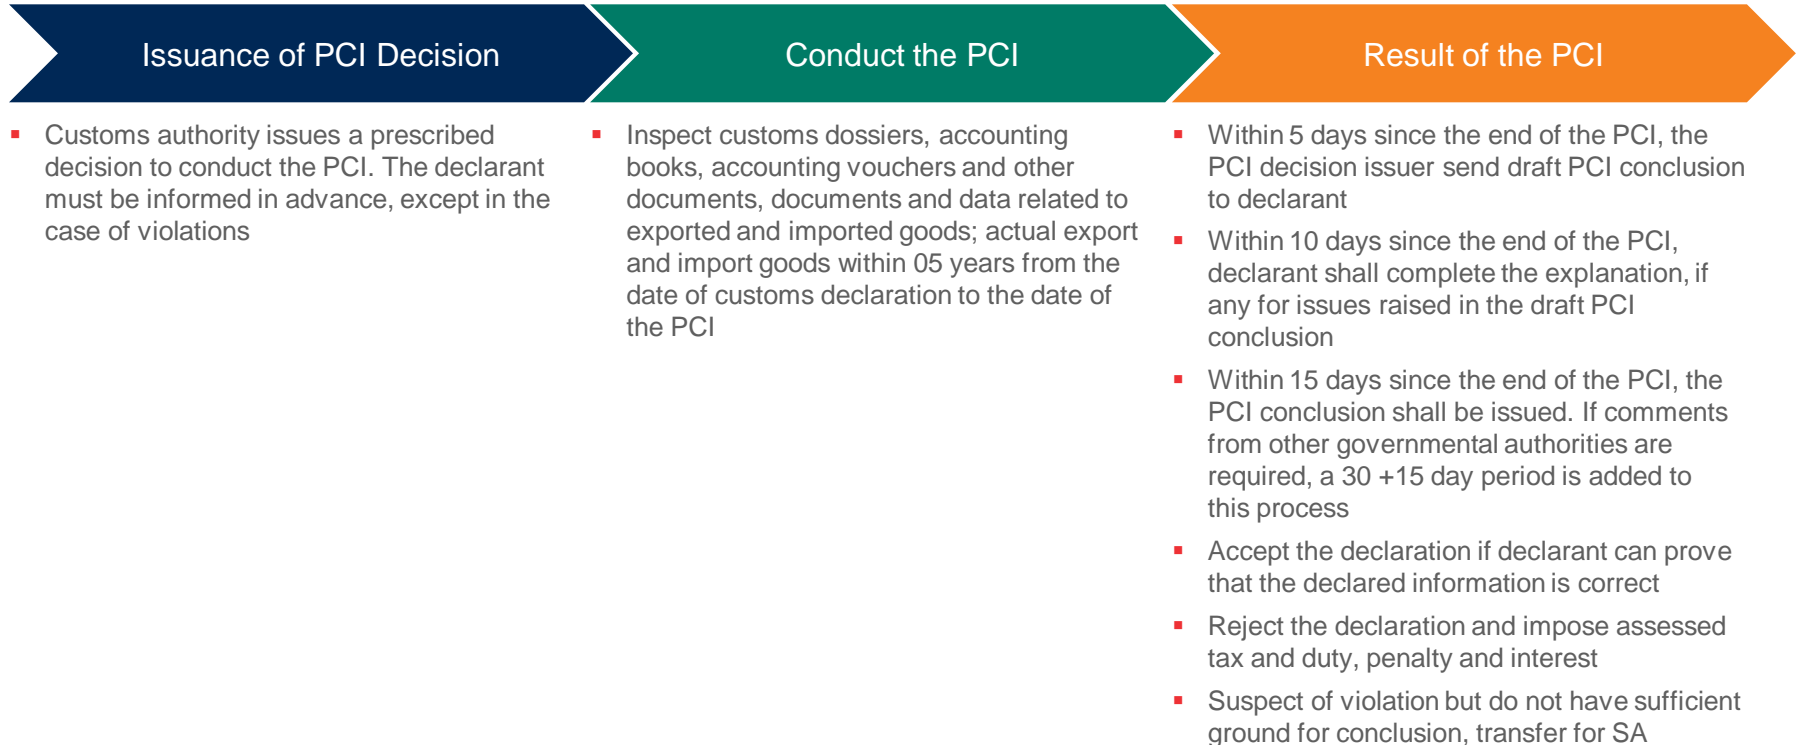 Issuance of PCI Decision
Conduct the PCI
Result of the PCI
Customs authority issues a prescribed
decision to conduct the PCI. The declarant
must be informed in advance, except in the
case of violations
Inspect customs dossiers, accounting
books, accounting vouchers and other
documents, documents and data related to
exported and imported goods; actual export
and import goods within 05 years from the
date of customs declaration to the date of
the PCI
Within 5 days since the end of the PCI, the
PCI decision issuer send draft PCI conclusion
to declarant
Within 10 days since the end of the PCI,
declarant shall complete the explanation, if
any for issues raised in the draft PCI
conclusion
Within 15 days since the end of the PCI, the
PCI conclusion shall be issued. If comments
from other governmental authorities are
required, a 30 +15 day period is added to
this process
Accept the declaration if declarant can prove
that the declared information is correct
Reject the declaration and impose assessed
tax and duty, penalty and interest
Suspect of violation but do not have sufficient
ground for conclusion, transfer for SA